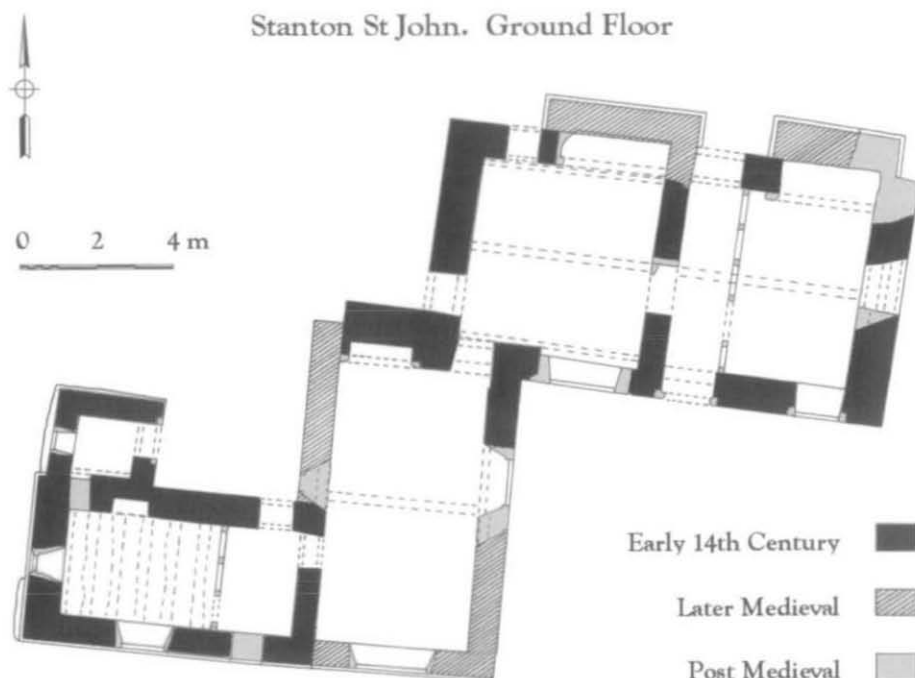 Stanton St John. Ground Floor
0 2 4 m
Early 14th Century
Later Medieval
Post Medieval